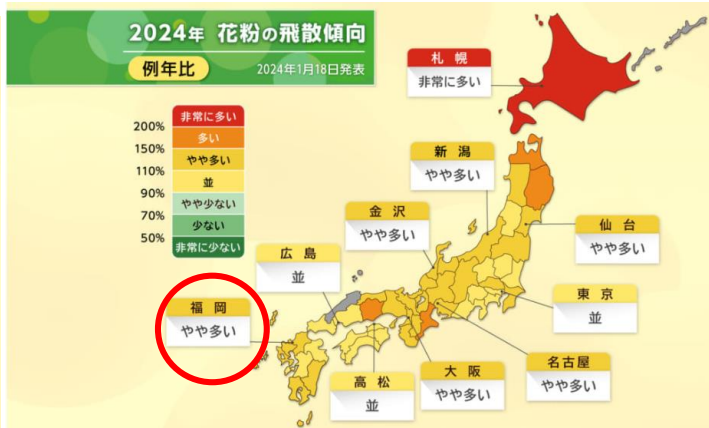 2024年 花粉の飛散傾向
例年比
2024年1月18日発表
札幌
非常に多い
200%
150%
110%
90%
70%
50%
非常に多い
多い
やや多い
並
やや少ない
少ない
非常に少ない
新潟
やや多い
金沢
やや多い
仙台
やや多い
広島
並
東京
並
福岡
やや多い
名古屋
やや多い
大阪
やや多い
高松
並